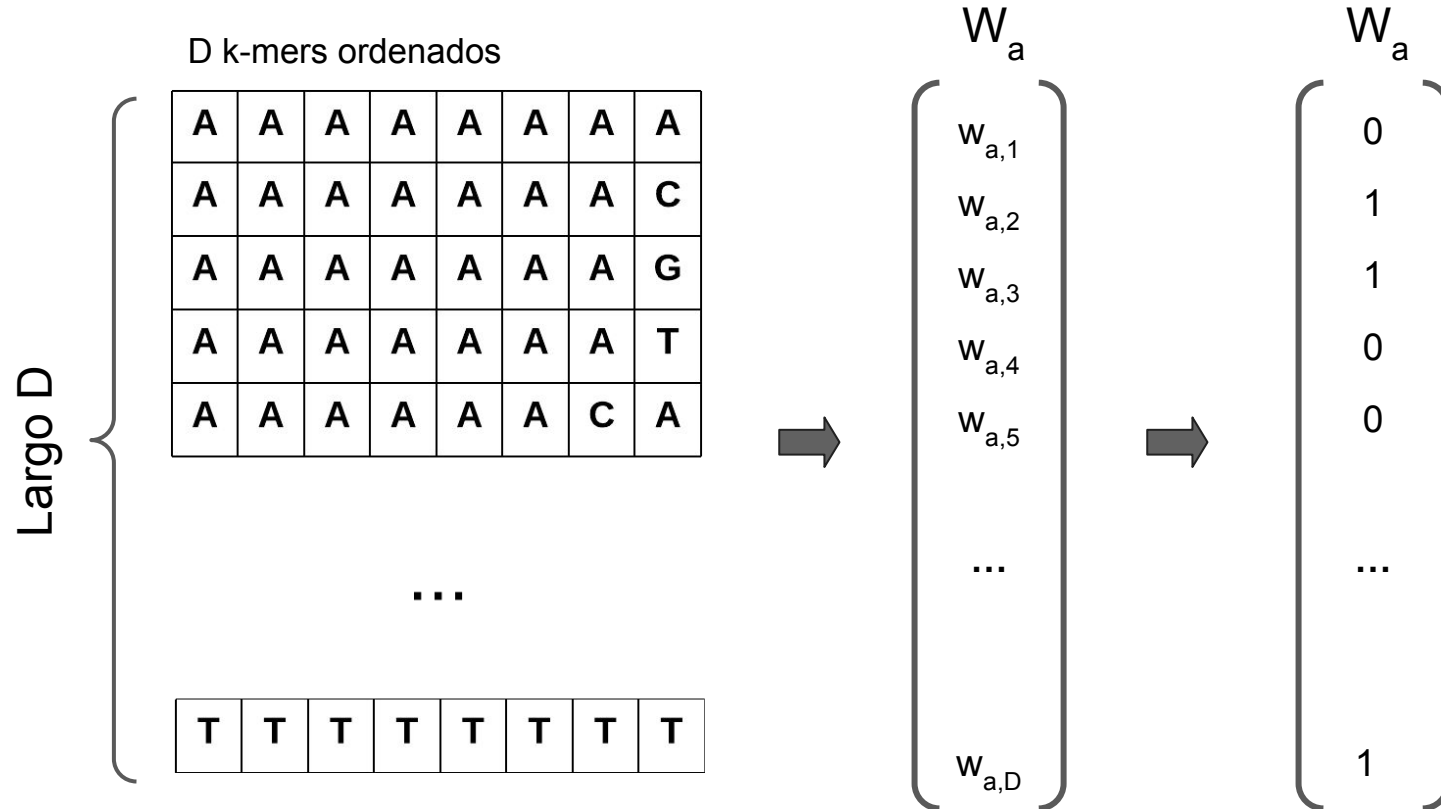 D k-mers ordenados
Largo D
A A A A A A A A
A A A A A A A C
A A A A A A A G
A A A A A A A T
A A A A A A C A
...
T T T T T T T T
W_a
w_a,1
w_a,2
w_a,3
w_a,4
w_a,5
...
w_a,D
W_a
0
1
1
0
0
...
1